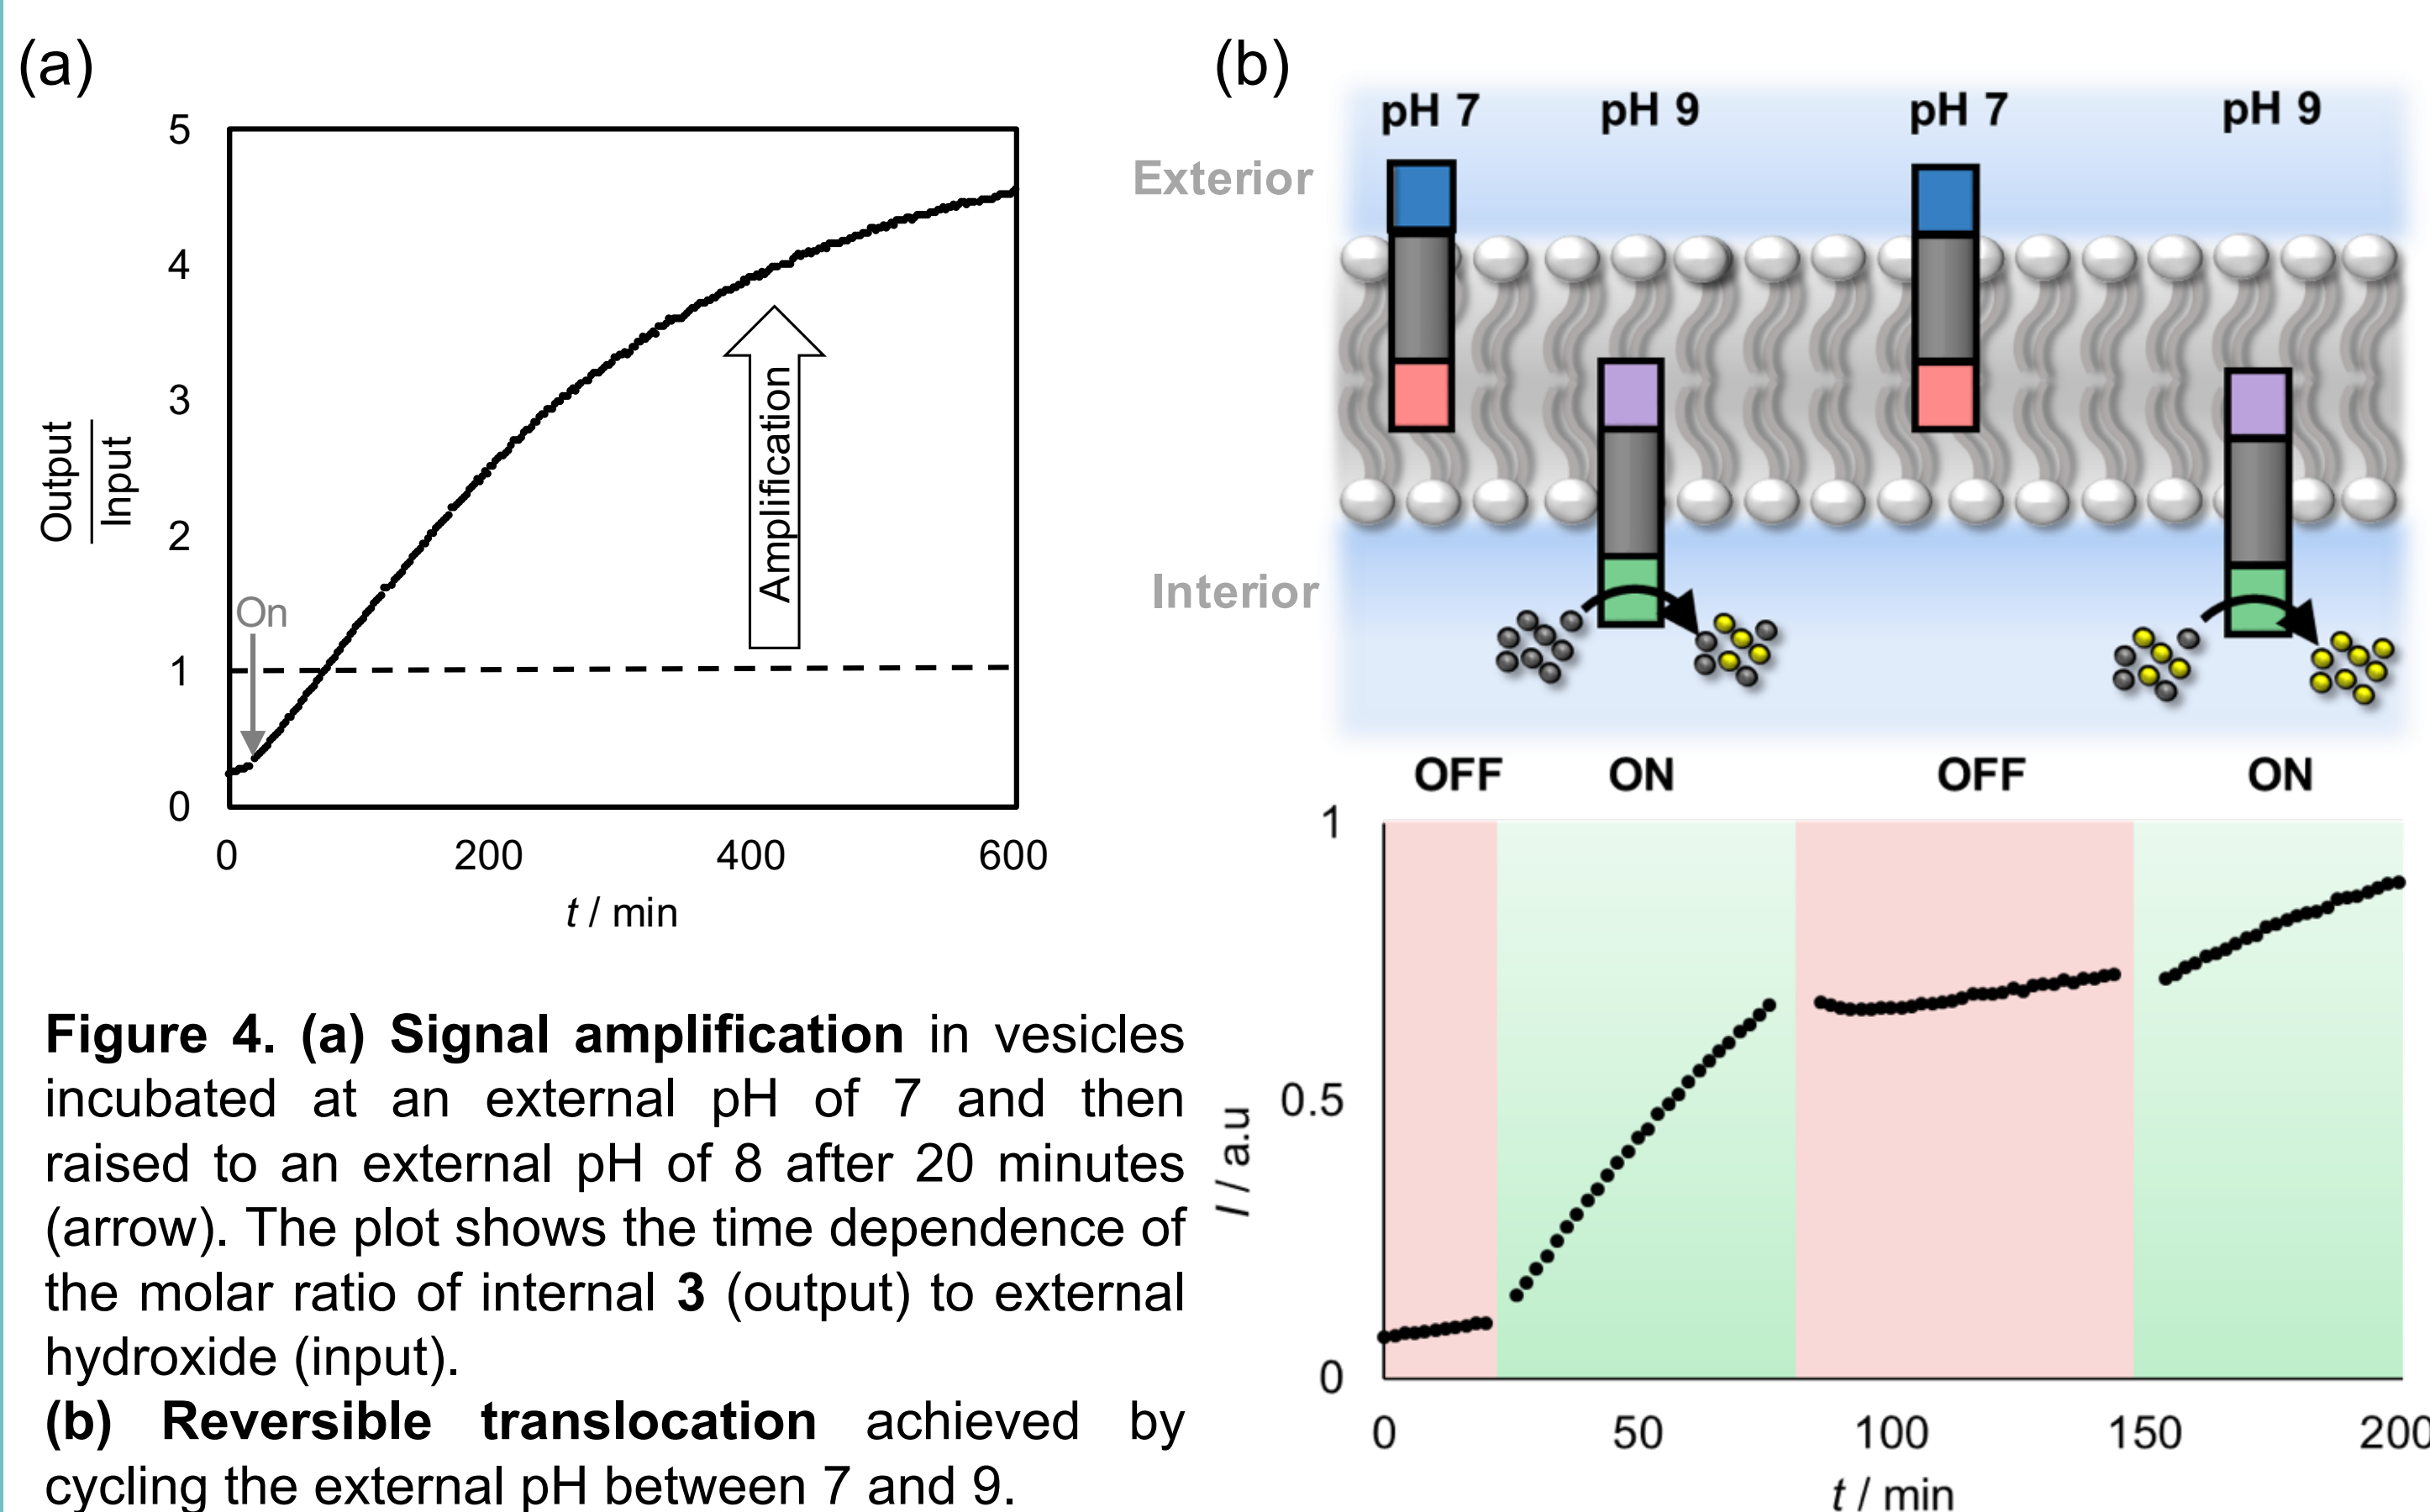 (a)
5
4
3
2
1
0
Output
Input
On
Amplification
0 200 400 600
t / min
(b)
pH 7 pH 9 pH 7 pH 9
Exterior
Interior
OFF ON OFF ON
1
0.5
0
I / a.u
0 50 100 150 200
t / min
Figure 4. (a) Signal amplification in vesicles
incubated at an external pH of 7 and then
raised to an external pH of 8 after 20 minutes
(arrow). The plot shows the time dependence of
the molar ratio of internal 3 (output) to external
hydroxide (input).
(b) Reversible translocation achieved by
cycling the external pH between 7 and 9.